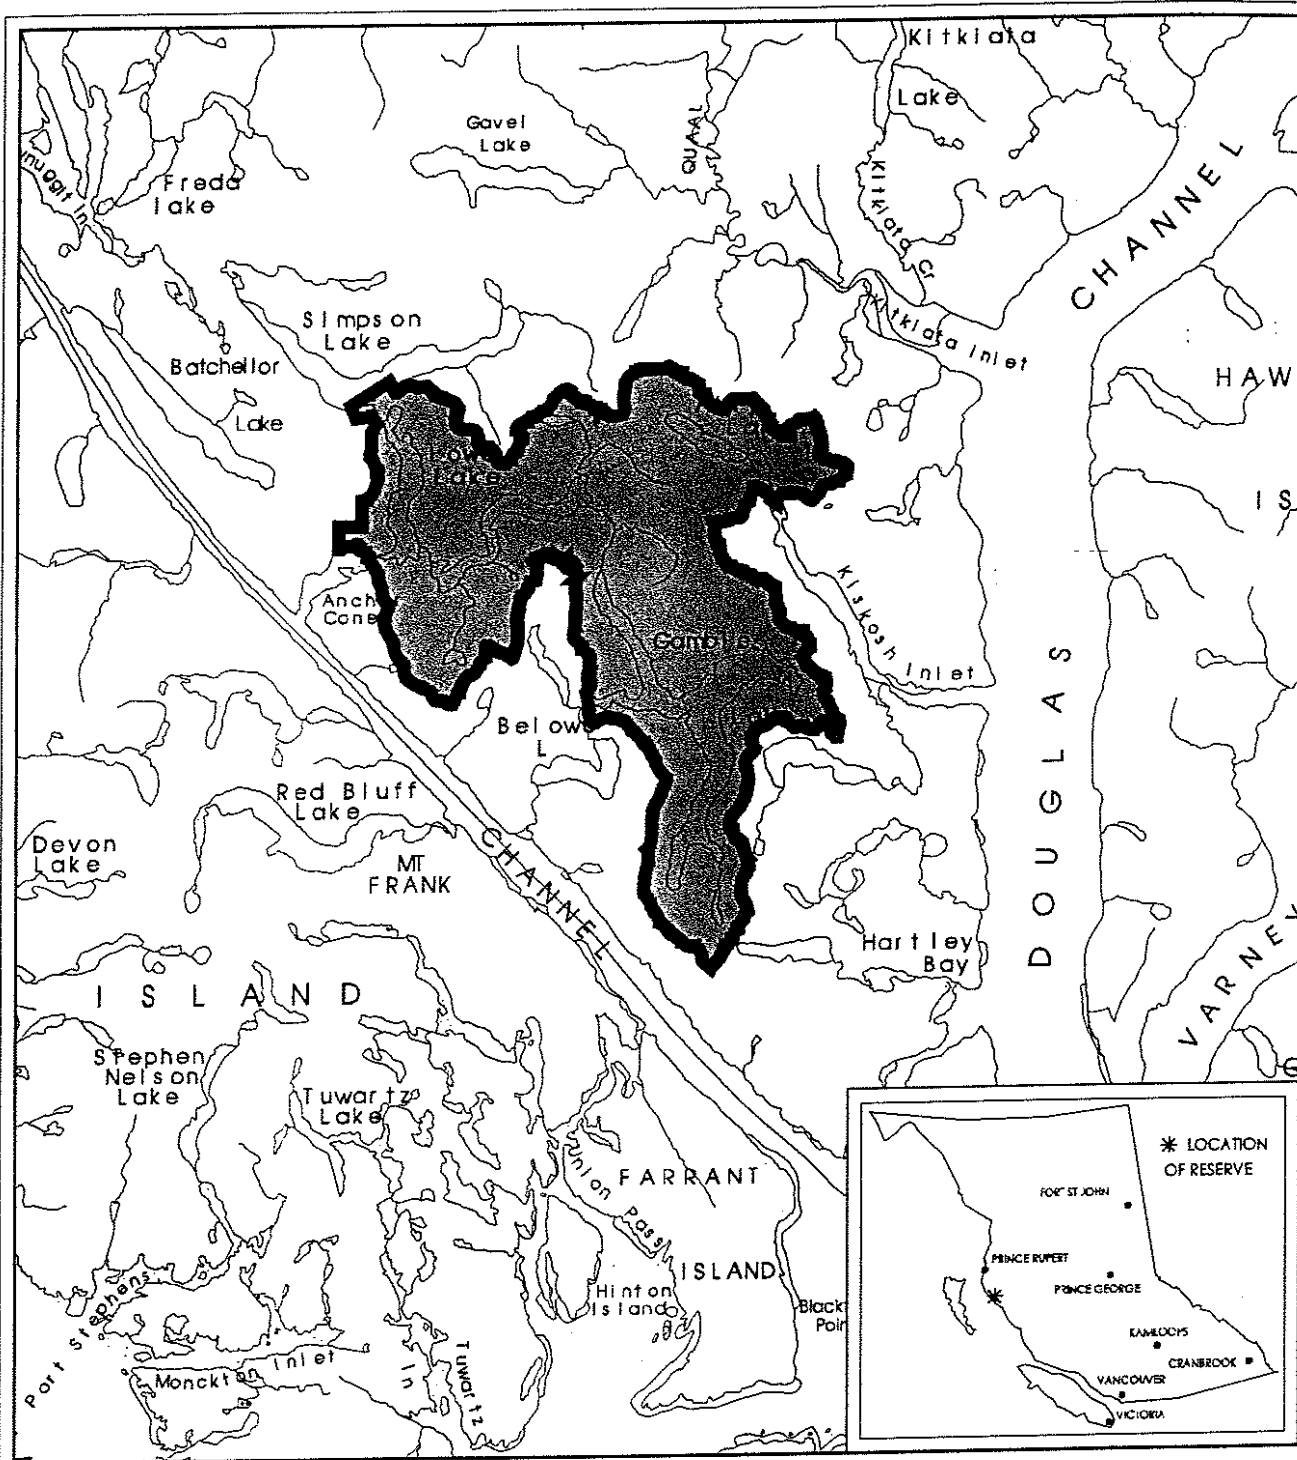 Kitkiata
Lake
Gavel
Lake
QUAAL
Kitkiata Cr
nuggit In
Freda
lake
CHANNEL
Simpson
Lake
Kitkiata Inlet
Batchellor
Lake
HAW
Low
Lake
IS
Anch
Cone
Kiskosh Inlet
Gamble
DOUGLAS
Belowe
L
Red Bluff
Lake
Devon
Lake
MT
FRANK
CHANNEL
Hartley
Bay
VARNEY
ISLAND
Stephen
Nelson
Lake
Tuwartz
Lake
Union Pass
FARRANT
ISLAND
Hinton
Island
Black
Poin
Port Stephens
Monckton Inlet
Tuwartz
In
G
✳ LOCATION
OF RESERVE
FORT ST JOHN
PRINCE RUPERT
PRINCE GEORGE
KAMLOOPS
CRANBROOK
VANCOUVER
VICTORIA